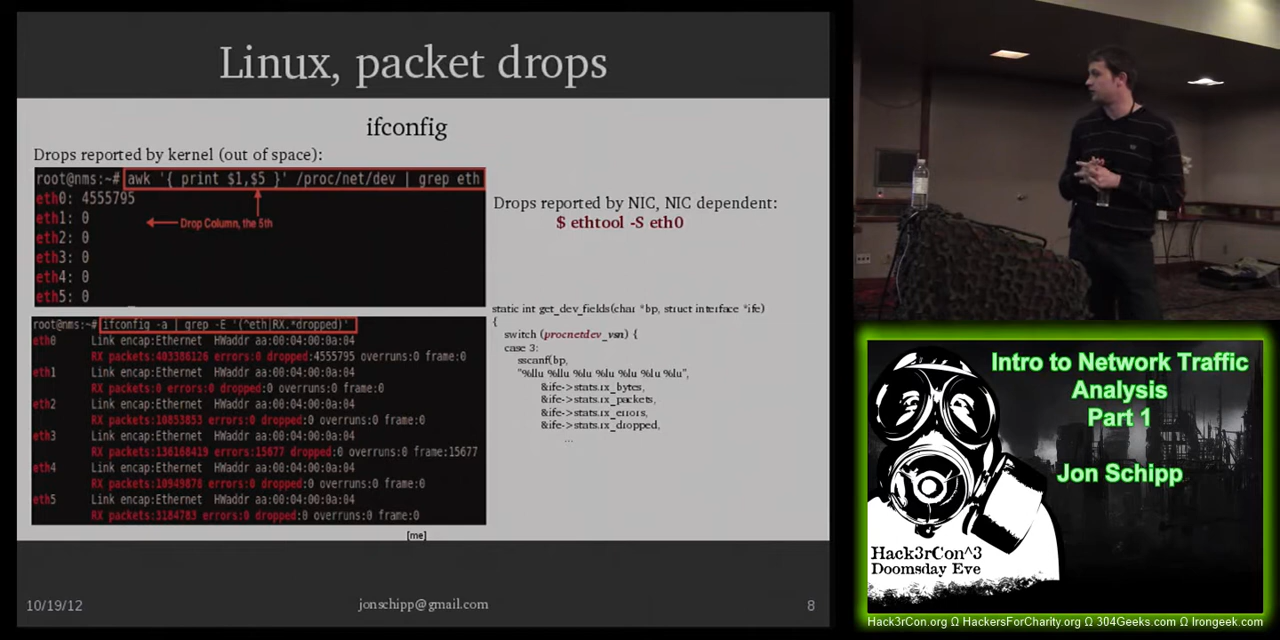 Linux, packet drops
ifconfig
Drops reported by kernel (out of space):
root@nms:~# awk '{ print $1,$5 }' /proc/net/dev | grep eth
eth0: 4555795
eth1: 0
Drop Column, the 5th
eth2: 0
eth3: 0
eth4: 0
eth5: 0
root@nms:~# ifconfig -a | grep -E '(^eth|RX.*dropped)'
eth0 Link encap:Ethernet HWaddr aa:00:04:00:0a:04
RX packets:403386126 errors:0 dropped:4555795 overruns:0 frame:0
eth1 Link encap:Ethernet HWaddr aa:00:04:00:0a:04
RX packets:0 errors:0 dropped:0 overruns:0 frame:0
eth2 Link encap:Ethernet HWaddr aa:00:04:00:0a:04
RX packets:10853853 errors:0 dropped:0 overruns:0 frame:0
eth3 Link encap:Ethernet HWaddr aa:00:04:00:0a:04
RX packets:136168419 errors:15677 dropped:0 overruns:0 frame:15677
eth4 Link encap:Ethernet HWaddr aa:00:04:00:0a:04
RX packets:10949878 errors:0 dropped:0 overruns:0 frame:0
eth5 Link encap:Ethernet HWaddr aa:00:04:00:0a:04
RX packets:3184783 errors:0 dropped:0 overruns:0 frame:0
[me]
Drops reported by NIC, NIC dependent:
$ ethtool -S eth0
static int get_dev_fields(char *bp, struct interface *ife)
{
switch (procnetdev_vsn) {
case 3:
sscanf(bp,
"%llu %llu %lu %lu %lu %lu %lu",
&ife->stats.rx_bytes,
&ife->stats.rx_packets,
&ife->stats.rx_errors,
&ife->stats.rx_dropped,
...
10/19/12
jonschipp@gmail.com
8
Intro to Network Traffic
Analysis
Part 1
Jon Schipp
Hack3rCon^3
Doomsday Eve
Hack3rCon.org Ω HackersForCharity.org Ω 304Geeks.com Ω Irongeek.com